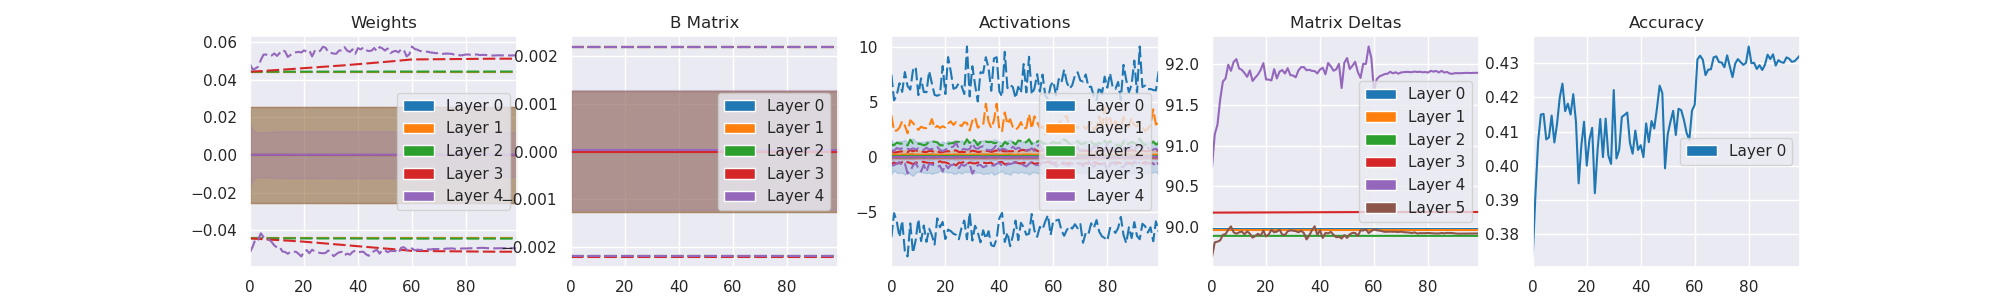 Weights
0.06
0.04
0.02
0.00
−0.02
−0.04
0 20 40 60 80
Layer 0
Layer 1
Layer 2
Layer 3
Layer 4
B Matrix
0.002
0.001
0.000
−0.001
−0.002
0 20 40 60 80
Layer 0
Layer 1
Layer 2
Layer 3
Layer 4
Activations
10
5
0
−5
0 20 40 60 80
Layer 0
Layer 1
Layer 2
Layer 3
Layer 4
Matrix Deltas
92.0
91.5
91.0
90.5
90.0
0 20 40 60 80
Layer 0
Layer 1
Layer 2
Layer 3
Layer 4
Layer 5
Accuracy
0.43
0.42
0.41
0.40
0.39
0.38
0 20 40 60 80
Layer 0